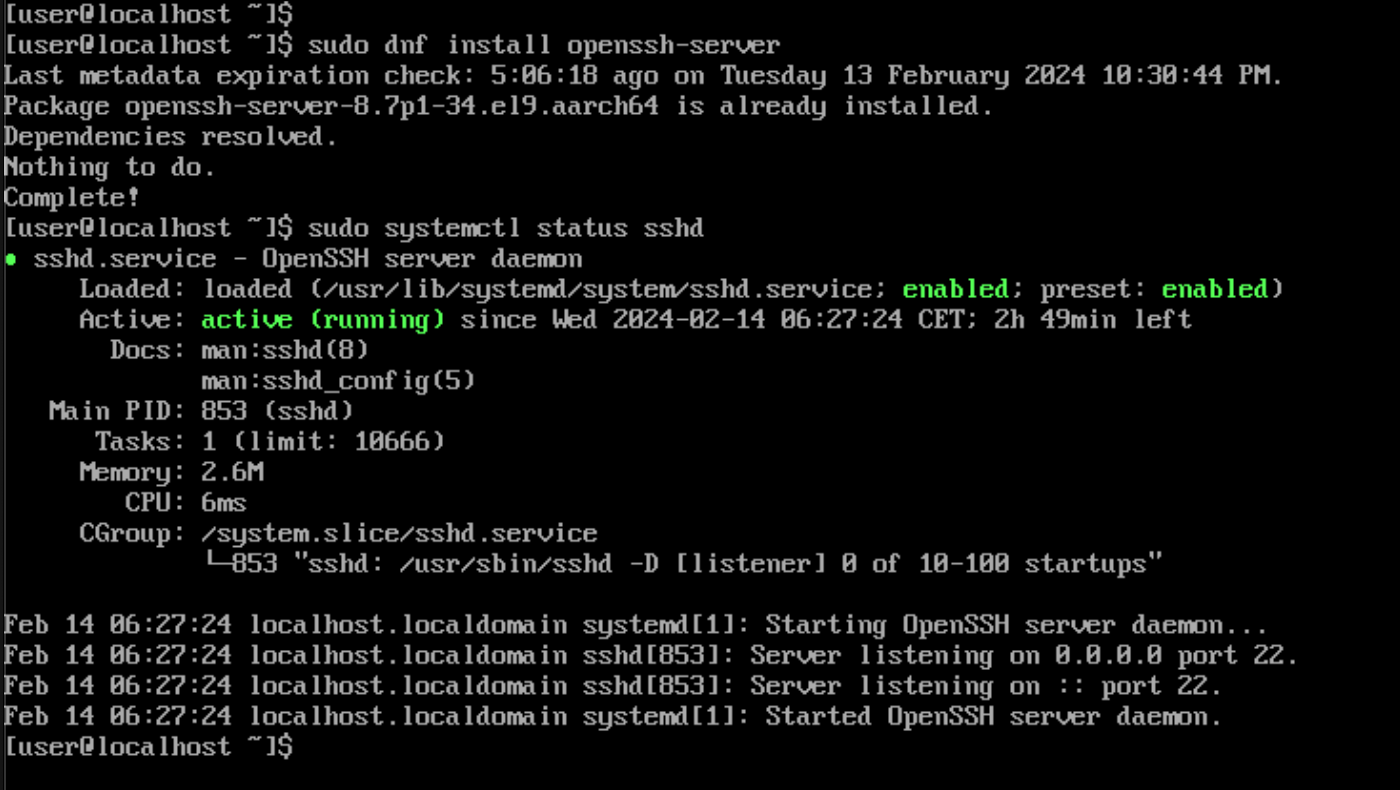 [user@localhost ~]$
[user@localhost ~]$ sudo dnf install openssh-server
Last metadata expiration check: 5:06:18 ago on Tuesday 13 February 2024 10:30:44 PM.
Package openssh-server-8.7p1-34.el9.aarch64 is already installed.
Dependencies resolved.
Nothing to do.
Complete!
[user@localhost ~]$ sudo systemctl status sshd
● sshd.service - OpenSSH server daemon
     Loaded: loaded (/usr/lib/systemd/system/sshd.service; enabled; preset: enabled)
     Active: active (running) since Wed 2024-02-14 06:27:24 CET; 2h 49min left
       Docs: man:sshd(8)
             man:sshd_config(5)
   Main PID: 853 (sshd)
      Tasks: 1 (limit: 10666)
     Memory: 2.6M
        CPU: 6ms
     CGroup: /system.slice/sshd.service
             └─853 "sshd: /usr/sbin/sshd -D [listener] 0 of 10-100 startups"

Feb 14 06:27:24 localhost.localdomain systemd[1]: Starting OpenSSH server daemon...
Feb 14 06:27:24 localhost.localdomain sshd[853]: Server listening on 0.0.0.0 port 22.
Feb 14 06:27:24 localhost.localdomain sshd[853]: Server listening on :: port 22.
Feb 14 06:27:24 localhost.localdomain systemd[1]: Started OpenSSH server daemon.
[user@localhost ~]$